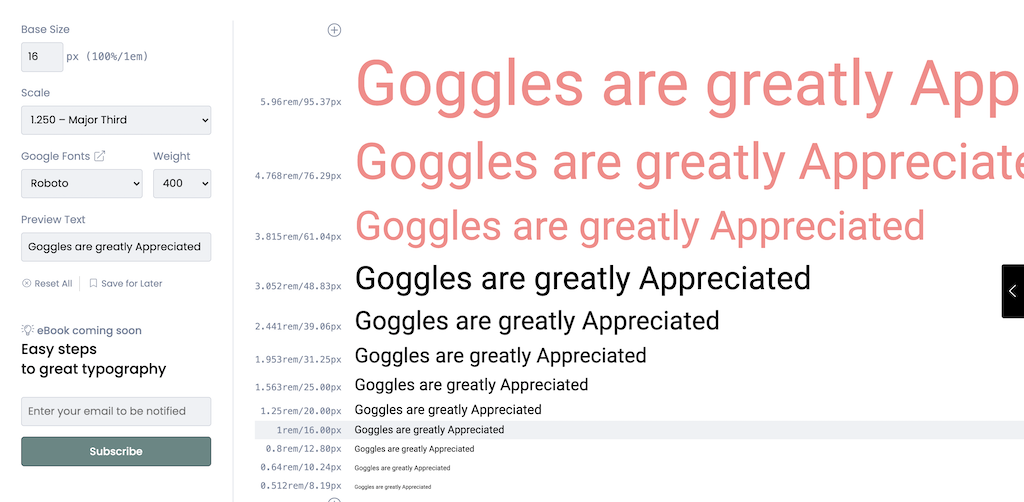 Base Size
16 px (100%/1em)
Scale
1.250 – Major Third
Google Fonts Weight
Roboto 400
Preview Text
Goggles are greatly Appreciated
Reset All Save for Later
eBook coming soon
Easy steps
to great typography
Enter your email to be notified
Subscribe
5.96rem/95.37px Goggles are greatly App
4.768rem/76.29px Goggles are greatly Appreciate
3.815rem/61.04px Goggles are greatly Appreciated
3.052rem/48.83px Goggles are greatly Appreciated
2.441rem/39.06px Goggles are greatly Appreciated
1.953rem/31.25px Goggles are greatly Appreciated
1.563rem/25.00px Goggles are greatly Appreciated
1.25rem/20.00px Goggles are greatly Appreciated
1rem/16.00px Goggles are greatly Appreciated
0.8rem/12.80px Goggles are greatly Appreciated
0.64rem/10.24px Goggles are greatly Appreciated
0.512rem/8.19px Goggles are greatly Appreciated